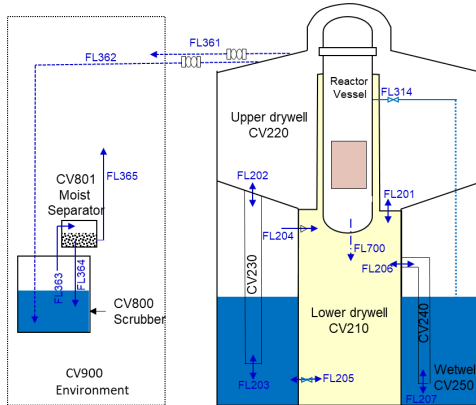 FL361
FL362
Reactor
Vessel
FL314
Upper drywell
CV220
CV801
Moist
Separator
FL365
FL202
FL201
FL204
FL700
FL206
CV230
FL363
FL364
CV800
Scrubber
Lower drywell
CV210
CV240
Wetwel
CV250
FL203
FL205
FL207
CV900
Environment